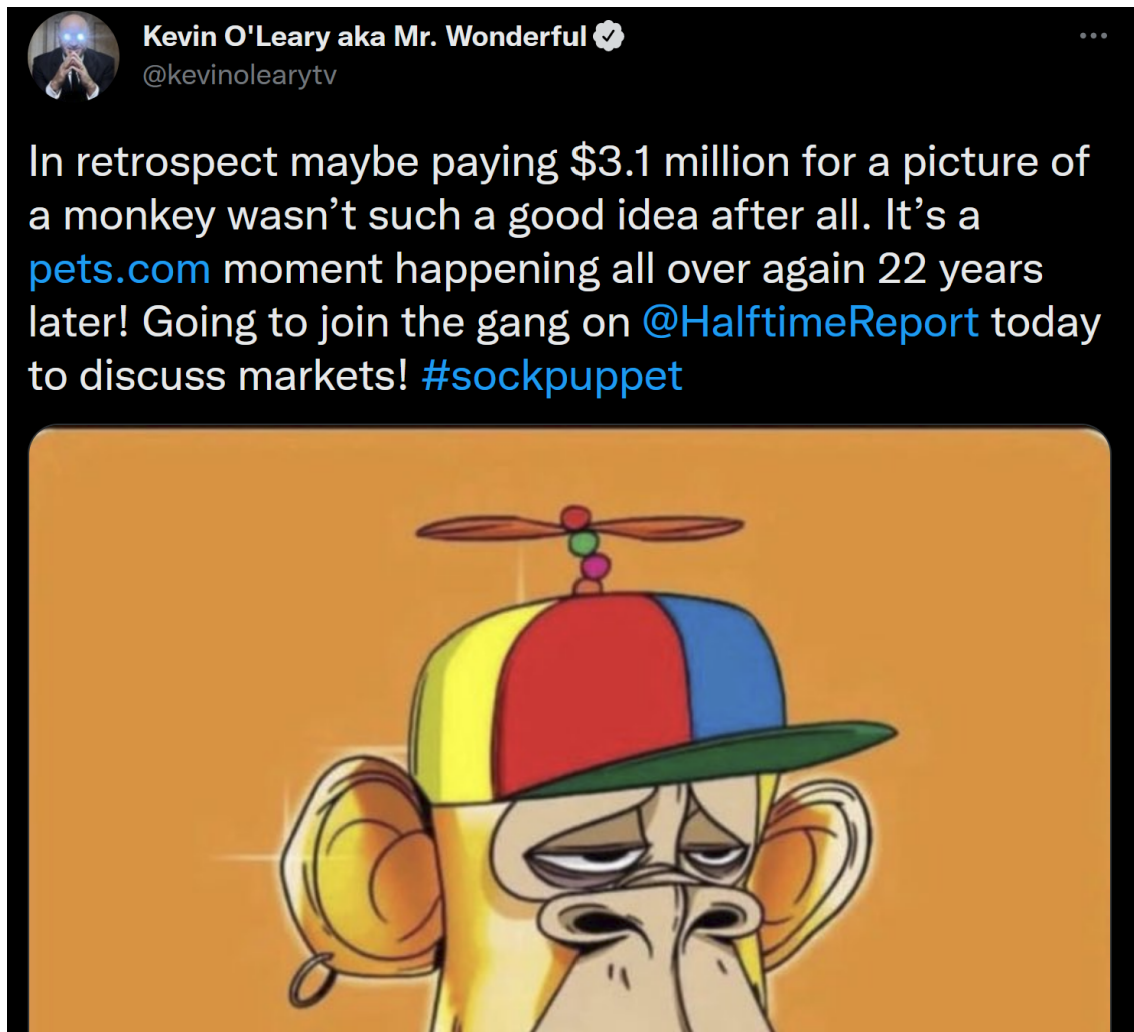 Kevin O'Leary aka Mr. Wonderful
@kevinolearytv
In retrospect maybe paying $3.1 million for a picture of
a monkey wasn’t such a good idea after all. It’s a
pets.com moment happening all over again 22 years
later! Going to join the gang on @HalftimeReport today
to discuss markets! #sockpuppet